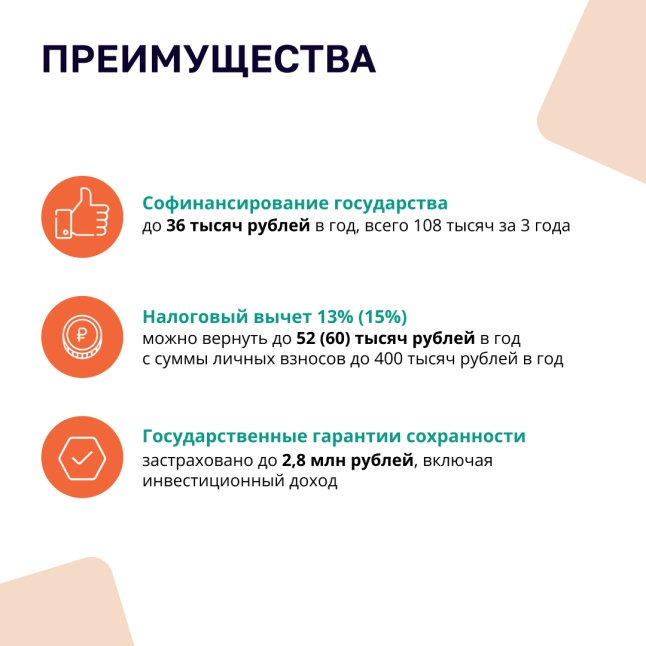 ПРЕИМУЩЕСТВА
Софинансирование государства
до 36 тысяч рублей в год, всего 108 тысяч за 3 года
Налоговый вычет 13% (15%)
можно вернуть до 52 (60) тысяч рублей в год
с суммы личных взносов до 400 тысяч рублей в год
Государственные гарантии сохранности
застраховано до 2,8 млн рублей, включая
инвестиционный доход